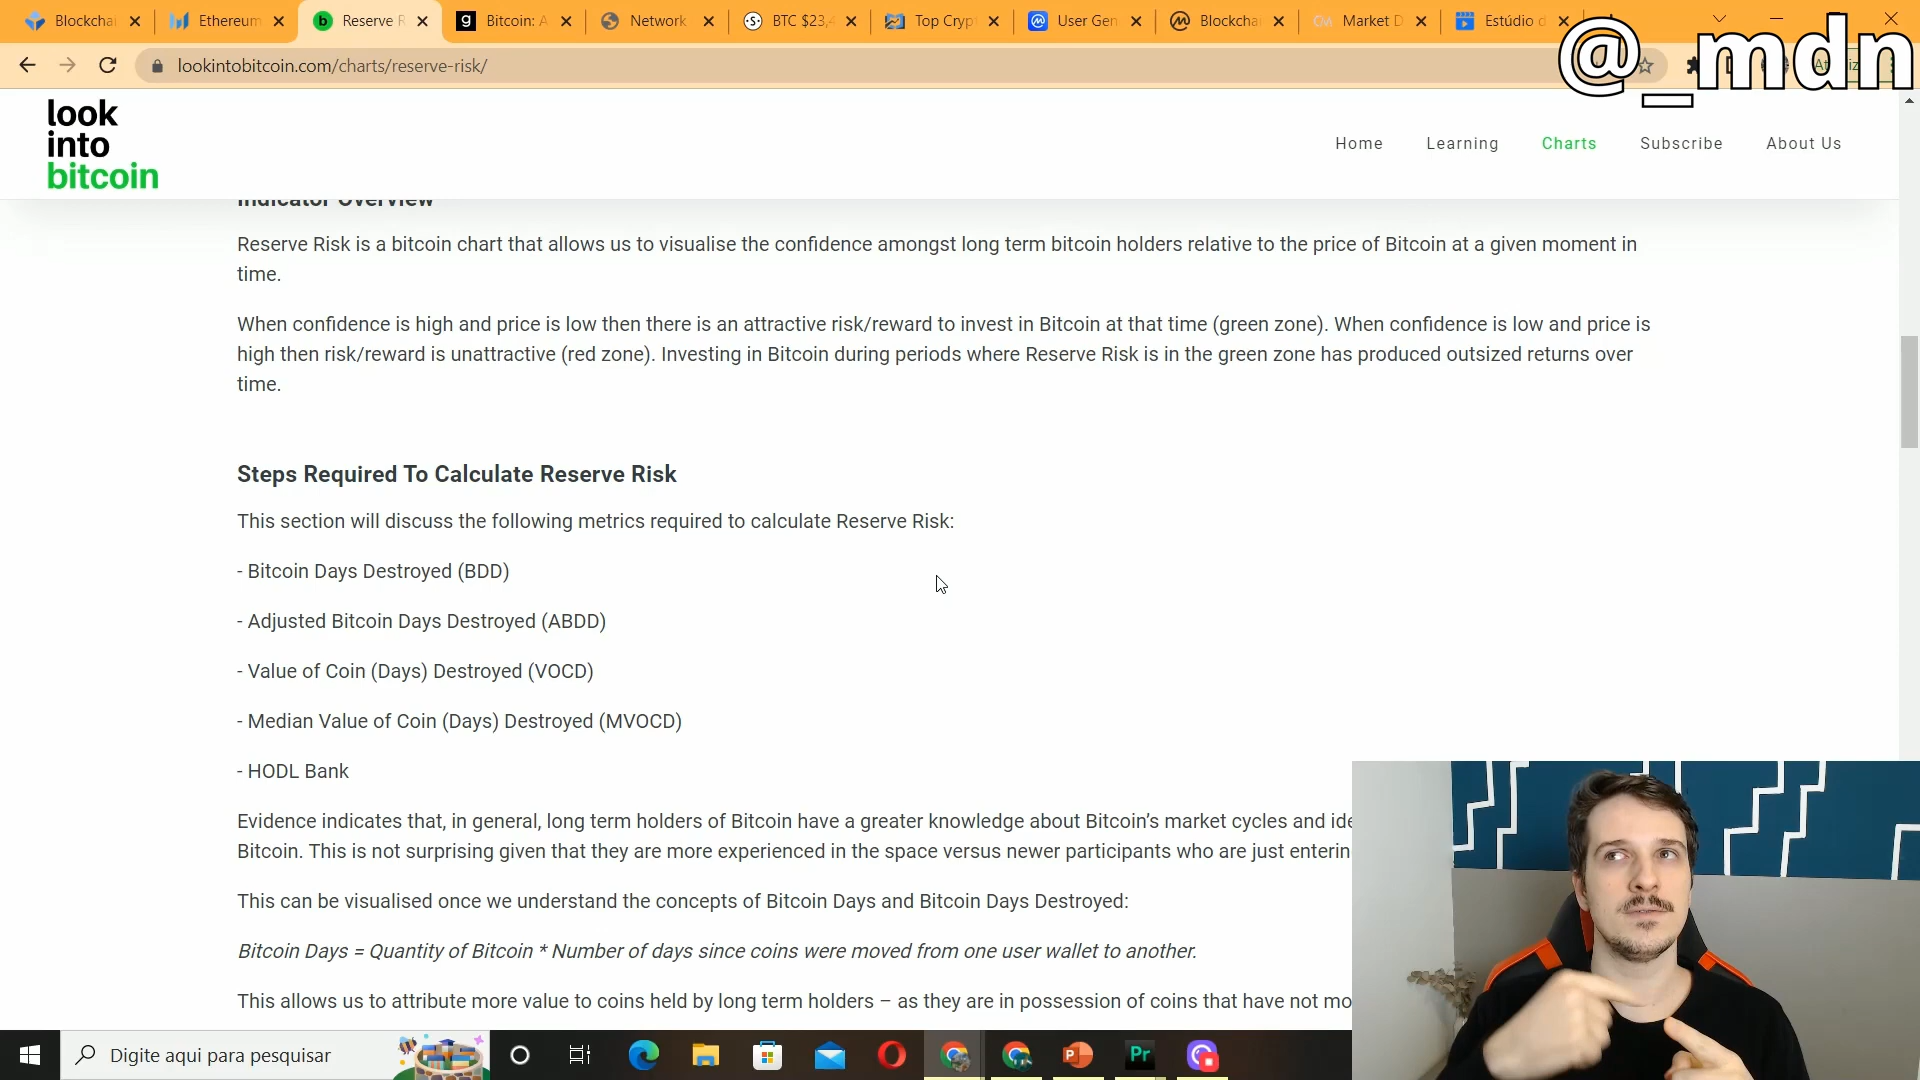 Blockchai
Ethereum
Reserve R
Bitcoin: A
Network
BTC $23,4
Top Cryp
User Gen
Blockchai
Market D
Estúdio d
@_mdn
lookintobitcoin.com/charts/reserve-risk/
look
into
bitcoin
Home
Learning
Charts
Subscribe
About Us
Indicator Overview
Reserve Risk is a bitcoin chart that allows us to visualise the confidence amongst long term bitcoin holders relative to the price of Bitcoin at a given moment in
time.
When confidence is high and price is low then there is an attractive risk/reward to invest in Bitcoin at that time (green zone). When confidence is low and price is
high then risk/reward is unattractive (red zone). Investing in Bitcoin during periods where Reserve Risk is in the green zone has produced outsized returns over
time.
Steps Required To Calculate Reserve Risk
This section will discuss the following metrics required to calculate Reserve Risk:
- Bitcoin Days Destroyed (BDD)
- Adjusted Bitcoin Days Destroyed (ABDD)
- Value of Coin (Days) Destroyed (VOCD)
- Median Value of Coin (Days) Destroyed (MVOCD)
- HODL Bank
Evidence indicates that, in general, long term holders of Bitcoin have a greater knowledge about Bitcoin's market cycles and ide
Bitcoin. This is not surprising given that they are more experienced in the space versus newer participants who are just enterin
This can be visualised once we understand the concepts of Bitcoin Days and Bitcoin Days Destroyed:
Bitcoin Days = Quantity of Bitcoin * Number of days since coins were moved from one user wallet to another.
This allows us to attribute more value to coins held by long term holders – as they are in possession of coins that have not mo
Digite aqui para pesquisar
Pr